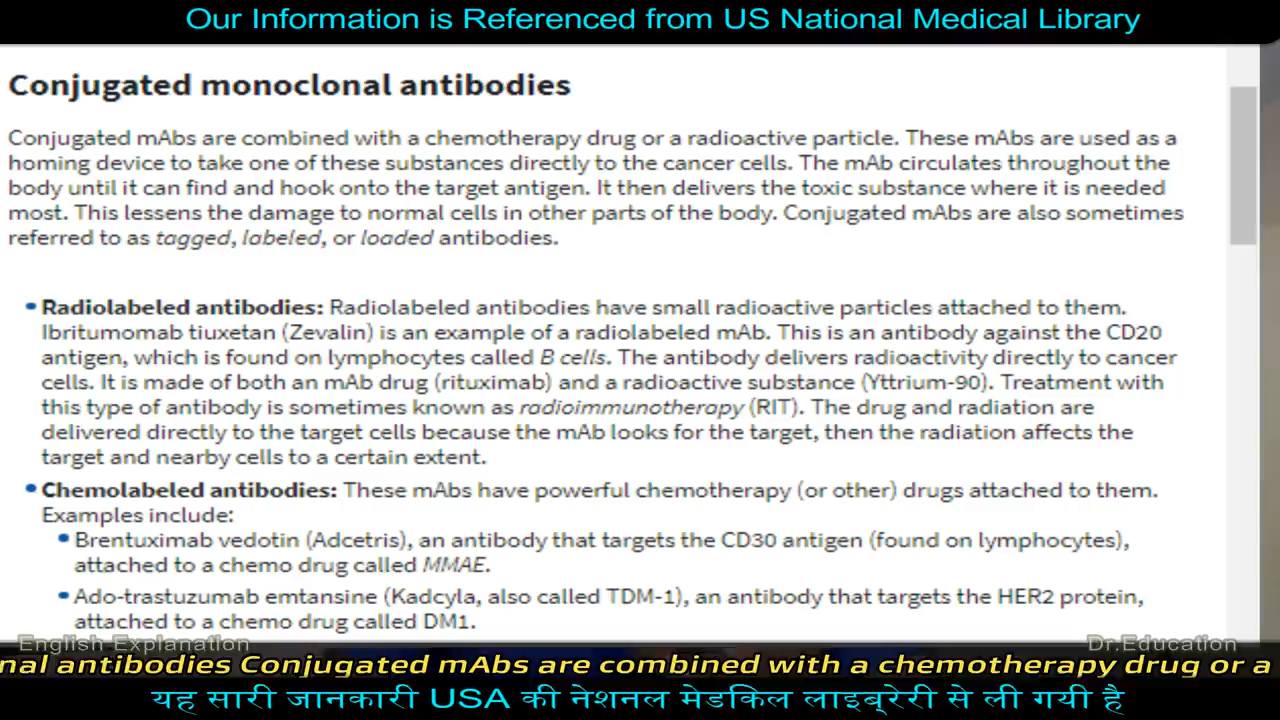 Our Information is Referenced from US National Medical Library
Conjugated monoclonal antibodies
Conjugated mAbs are combined with a chemotherapy drug or a radioactive particle. These mAbs are used as a
homing device to take one of these substances directly to the cancer cells. The mAb circulates throughout the
body until it can find and hook onto the target antigen. It then delivers the toxic substance where it is needed
most. This lessens the damage to normal cells in other parts of the body. Conjugated mAbs are also sometimes
referred to as tagged, labeled, or loaded antibodies.
• Radiolabeled antibodies: Radiolabeled antibodies have small radioactive particles attached to them.
Ibritumomab tiuxetan (Zevalin) is an example of a radiolabeled mAb. This is an antibody against the CD20
antigen, which is found on lymphocytes called B cells. The antibody delivers radioactivity directly to cancer
cells. It is made of both an mAb drug (rituximab) and a radioactive substance (Yttrium-90). Treatment with
this type of antibody is sometimes known as radioimmunotherapy (RIT). The drug and radiation are
delivered directly to the target cells because the mAb looks for the target, then the radiation affects the
target and nearby cells to a certain extent.
• Chemolabeled antibodies: These mAbs have powerful chemotherapy (or other) drugs attached to them.
Examples include:
• Brentuximab vedotin (Adcetris), an antibody that targets the CD30 antigen (found on lymphocytes),
attached to a chemo drug called MMAE.
• Ado-trastuzumab emtansine (Kadcyla, also called TDM-1), an antibody that targets the HER2 protein,
attached to a chemo drug called DM1.
English Explanation
Dr.Education
nal antibodies Conjugated mAbs are combined with a chemotherapy drug or a
यह सारी जानकारी USA की नेशनल मेडिकल लाइब्रेरी से ली गयी है